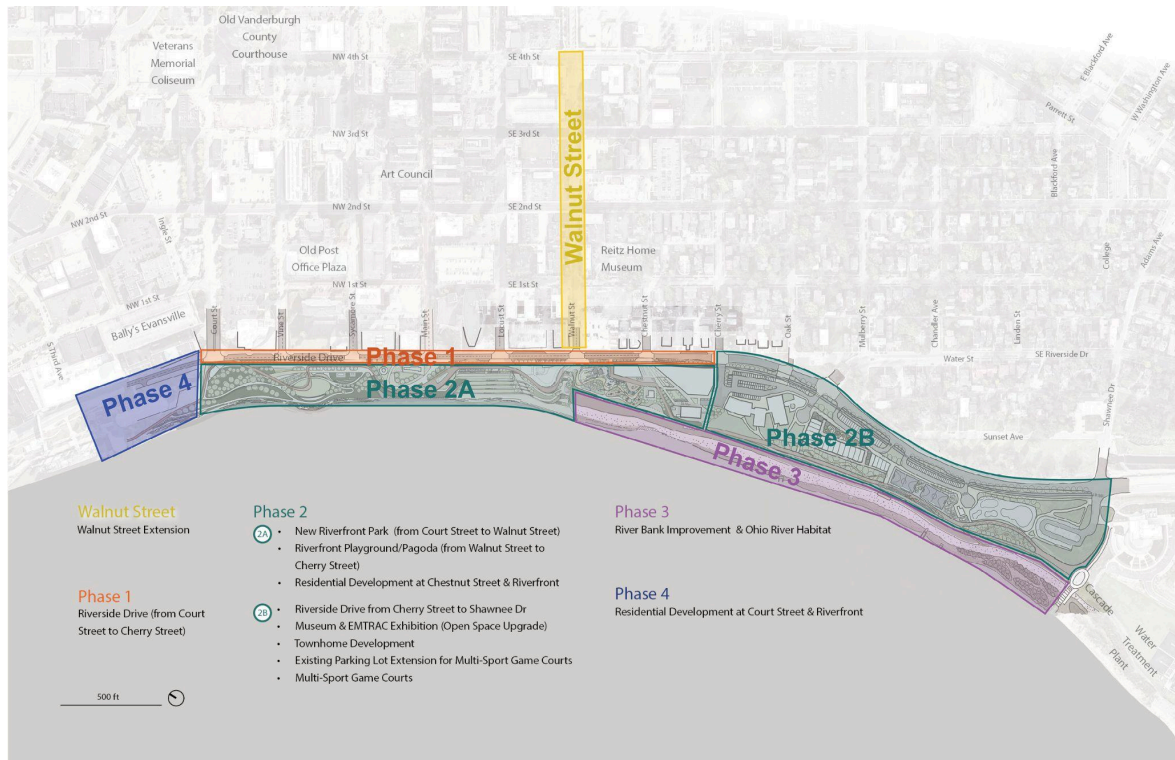 Old Vanderburgh
County
Courthouse
Veterans
Memorial
Coliseum
NW 4th St
SE 4th St
E Blackford Ave
W Washington Ave
Parrett St
NW 3rd St
SE 3rd St
Walnut Street
Art Council
Blackford Ave
NW 2nd St
SE 2nd St
NW 2nd St
Ingle St
Old Post
Office Plaza
Reitz Home
Museum
College
Adams Ave
NW 1st St
SE 1st St
NW 1st St
Bally's Evansville
Court St
Vine St
Sycamore St
Main St
Locust St
Walnut St
Chestnut St
Cherry St
Oak St
Mulberry St
Chandler Ave
Linden St
S Third Ave
Riverside Drive
Phase 1
Water St
SE Riverside Dr
Phase 4
Phase 2A
Shawnee Dr
Phase 2B
Sunset Ave
Phase 3
Cascade
Water
Treatment
Plant
Walnut Street
Walnut Street Extension
Phase 1
Riverside Drive (from Court
Street to Cherry Street)
Phase 2
2A
• New Riverfront Park (from Court Street to Walnut Street)
• Riverfront Playground/Pagoda (from Walnut Street to
Cherry Street)
• Residential Development at Chestnut Street & Riverfront
2B
• Riverside Drive from Cherry Street to Shawnee Dr
• Museum & EMTRAC Exhibition (Open Space Upgrade)
• Townhome Development
• Existing Parking Lot Extension for Multi-Sport Game Courts
• Multi-Sport Game Courts
Phase 3
River Bank Improvement & Ohio River Habitat
Phase 4
Residential Development at Court Street & Riverfront
500 ft